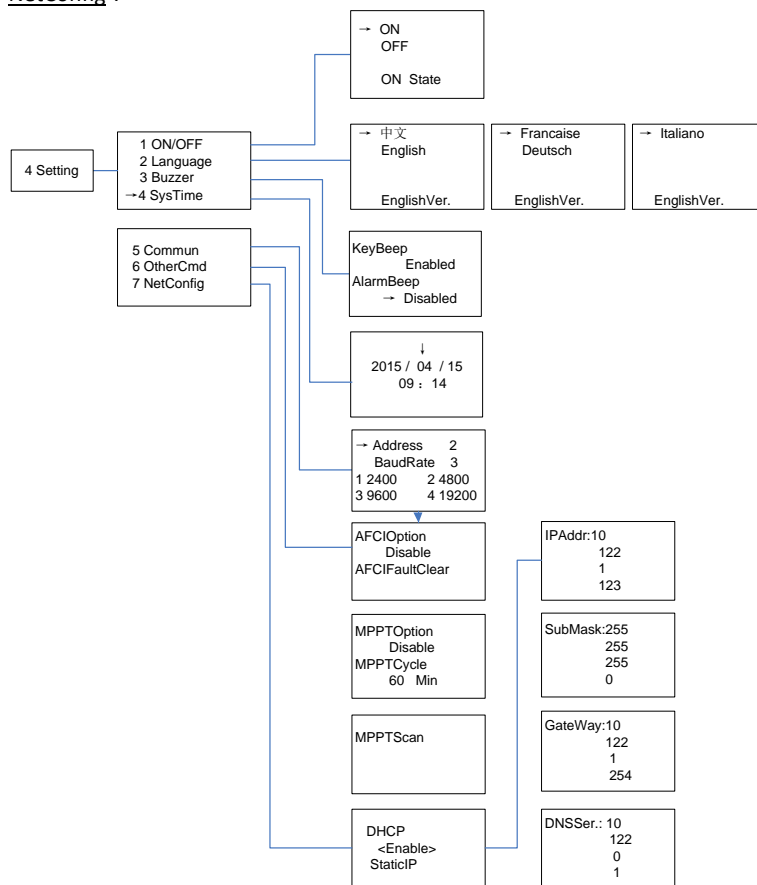 NetConfig :
→ ON
OFF
ON State
4 Setting
1 ON/OFF
2 Language
3 Buzzer
→4 SysTime
→ 中文
English
EnglishVer.
→ Francaise
Deutsch
EnglishVer.
→ Italiano
EnglishVer.
5 Commun
6 OtherCmd
7 NetConfig
KeyBeep
Enabled
AlarmBeep
→ Disabled
↓
2015 / 04 / 15
09 : 14
→ Address 2
BaudRate 3
1 2400 2 4800
3 9600 4 19200
AFCIOption
Disable
AFCIFaultClear
IPAddr:10
122
1
123
MPPTOption
Disable
MPPTCycle
60 Min
SubMask:255
255
255
0
MPPTScan
GateWay:10
122
1
254
DHCP
<Enable>
StaticIP
DNSSer.: 10
122
0
1